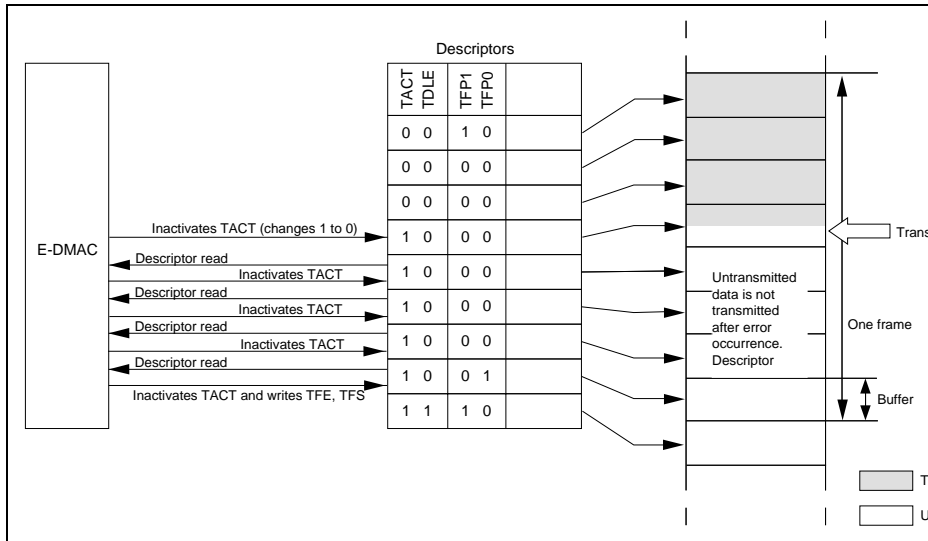 Descriptors
TACT TDLE TFP1 TFP0
0 0 1 0
0 0 0 0
0 0 0 0
E-DMAC
Inactivates TACT (changes 1 to 0)
1 0 0 0
Descriptor read
1 0 0 0
Inactivates TACT
Descriptor read
1 0 0 0
Inactivates TACT
Descriptor read
1 0 0 0
Inactivates TACT
Descriptor read
1 0 0 1
Inactivates TACT and writes TFE, TFS
1 1 1 0
Untransmitted
data is not
transmitted
after error
occurrence.
Descriptor
Trans
One frame
Buffer
T
U